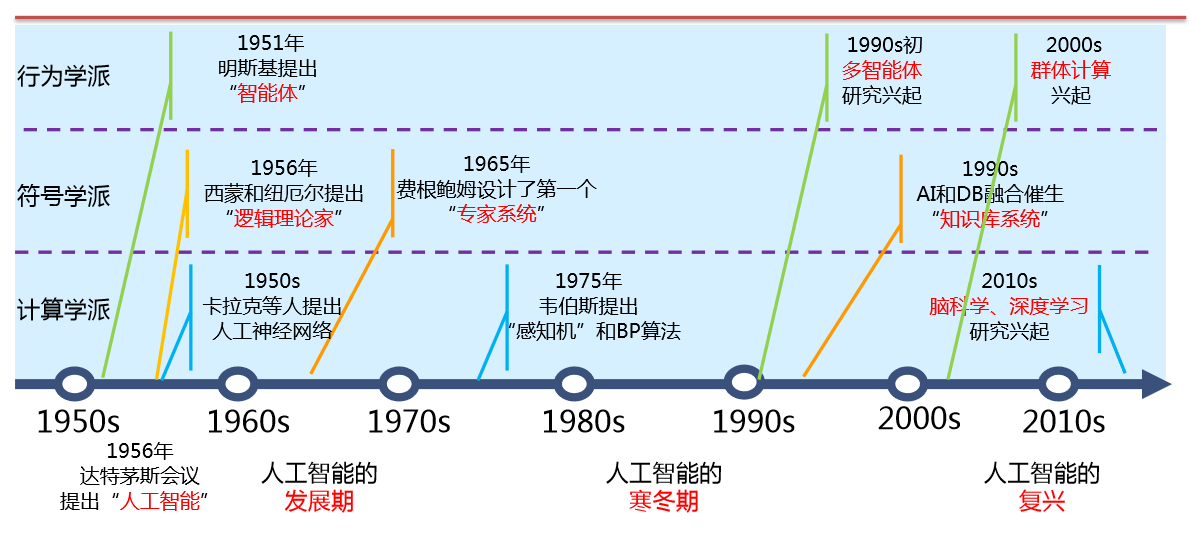 行为学派
1951年
明斯基提出
“智能体”
1990s初
多智能体
研究兴起
2000s
群体计算
兴起
符号学派
1956年
西蒙和纽厄尔提出
“逻辑理论家”
1965年
费根鲍姆设计了第一个
“专家系统”
1990s
AI和DB融合催生
“知识库系统”
计算学派
1950s
卡拉克等人提出
人工神经网络
1975年
韦伯斯提出
“感知机”和BP算法
2010s
脑科学、深度学习
研究兴起
1950s
1960s
1970s
1980s
1990s
2000s
2010s
1956年
达特茅斯会议
提出“人工智能”
人工智能的
发展期
人工智能的
寒冬期
人工智能的
复兴